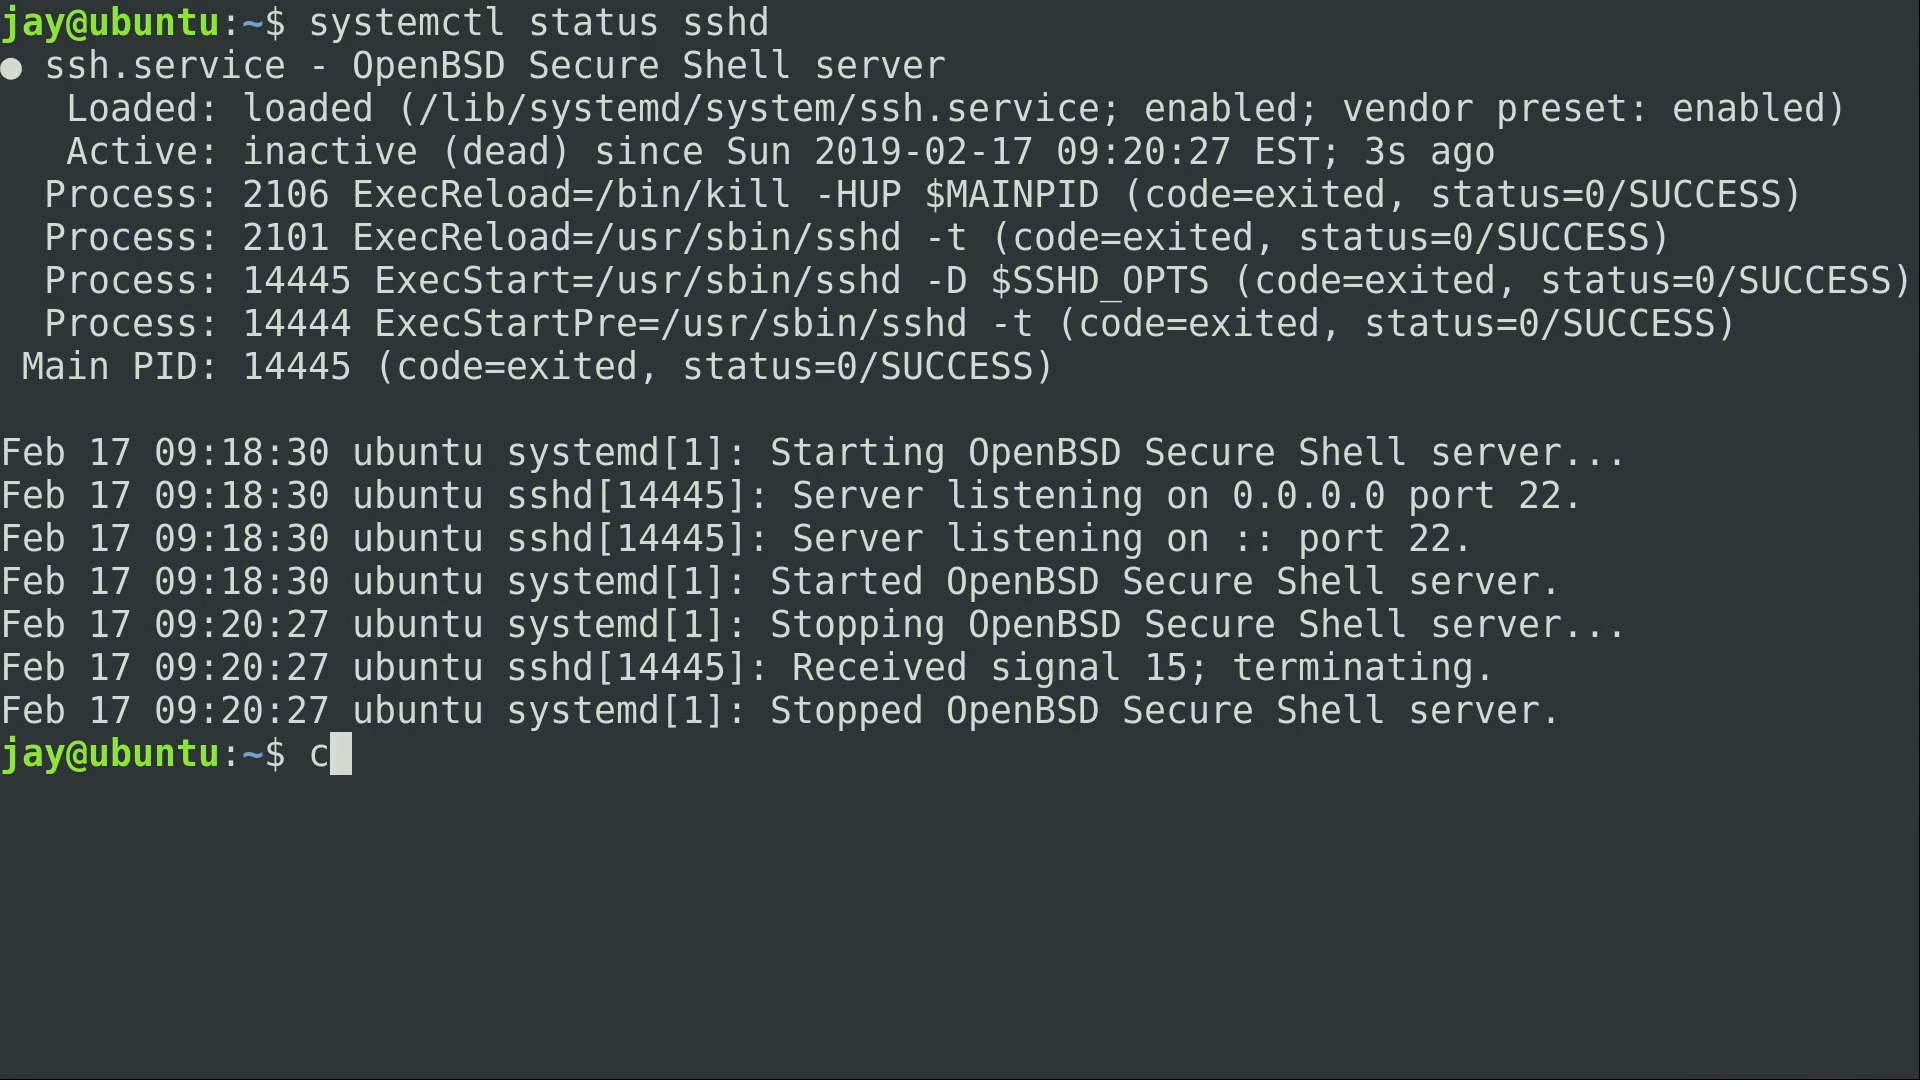 jay@ubuntu:~$ systemctl status sshd
● ssh.service - OpenBSD Secure Shell server
   Loaded: loaded (/lib/systemd/system/ssh.service; enabled; vendor preset: enabled)
   Active: inactive (dead) since Sun 2019-02-17 09:20:27 EST; 3s ago
  Process: 2106 ExecReload=/bin/kill -HUP $MAINPID (code=exited, status=0/SUCCESS)
  Process: 2101 ExecReload=/usr/sbin/sshd -t (code=exited, status=0/SUCCESS)
  Process: 14445 ExecStart=/usr/sbin/sshd -D $SSHD_OPTS (code=exited, status=0/SUCCESS)
  Process: 14444 ExecStartPre=/usr/sbin/sshd -t (code=exited, status=0/SUCCESS)
 Main PID: 14445 (code=exited, status=0/SUCCESS)

Feb 17 09:18:30 ubuntu systemd[1]: Starting OpenBSD Secure Shell server...
Feb 17 09:18:30 ubuntu sshd[14445]: Server listening on 0.0.0.0 port 22.
Feb 17 09:18:30 ubuntu sshd[14445]: Server listening on :: port 22.
Feb 17 09:18:30 ubuntu systemd[1]: Started OpenBSD Secure Shell server.
Feb 17 09:20:27 ubuntu systemd[1]: Stopping OpenBSD Secure Shell server...
Feb 17 09:20:27 ubuntu sshd[14445]: Received signal 15; terminating.
Feb 17 09:20:27 ubuntu systemd[1]: Stopped OpenBSD Secure Shell server.
jay@ubuntu:~$ c